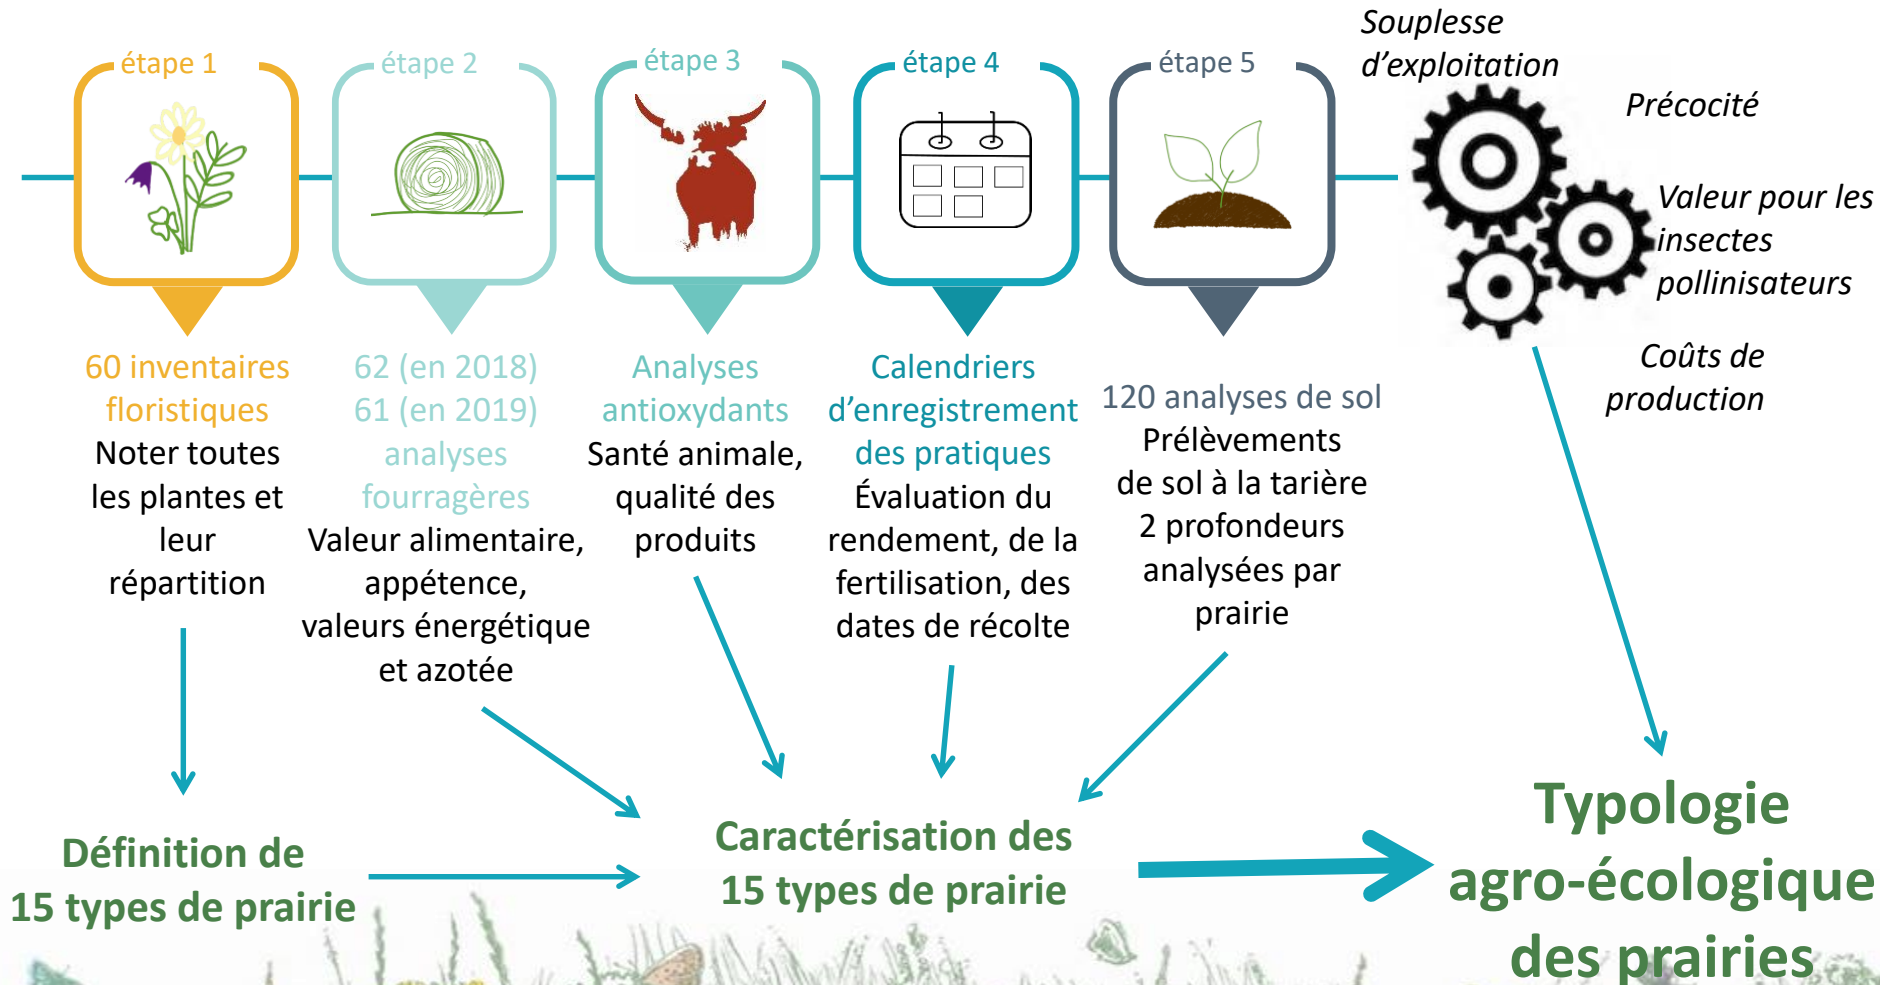 étape 1
étape 2
étape 3
étape 4
étape 5
60 inventaires
floristiques
Noter toutes
les plantes et
leur
répartition
62 (en 2018)
61 (en 2019)
analyses
fourragères
Valeur alimentaire,
appétence,
valeurs énergétique
et azotée
Analyses
antioxydants
Santé animale,
qualité des
produits
Calendriers
d’enregistrement
des pratiques
Évaluation du
rendement, de la
fertilisation, des
dates de récolte
120 analyses de sol
Prélèvements
de sol à la tarière
2 profondeurs
analysées par
prairie
Souplesse
d’exploitation
Précocité
Valeur pour les
insectes
pollinisateurs
Coûts de
production
Définition de
15 types de prairie
Caractérisation des
15 types de prairie
Typologie
agro-écologique
des prairies